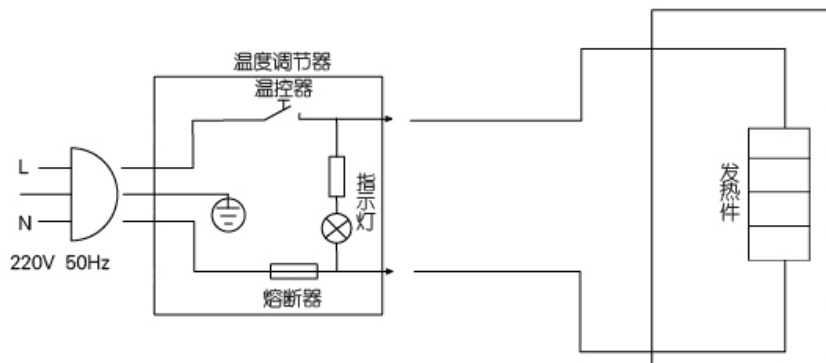 温度调节器
温控器
L
N
220V 50Hz
指示灯
熔断器
发热件